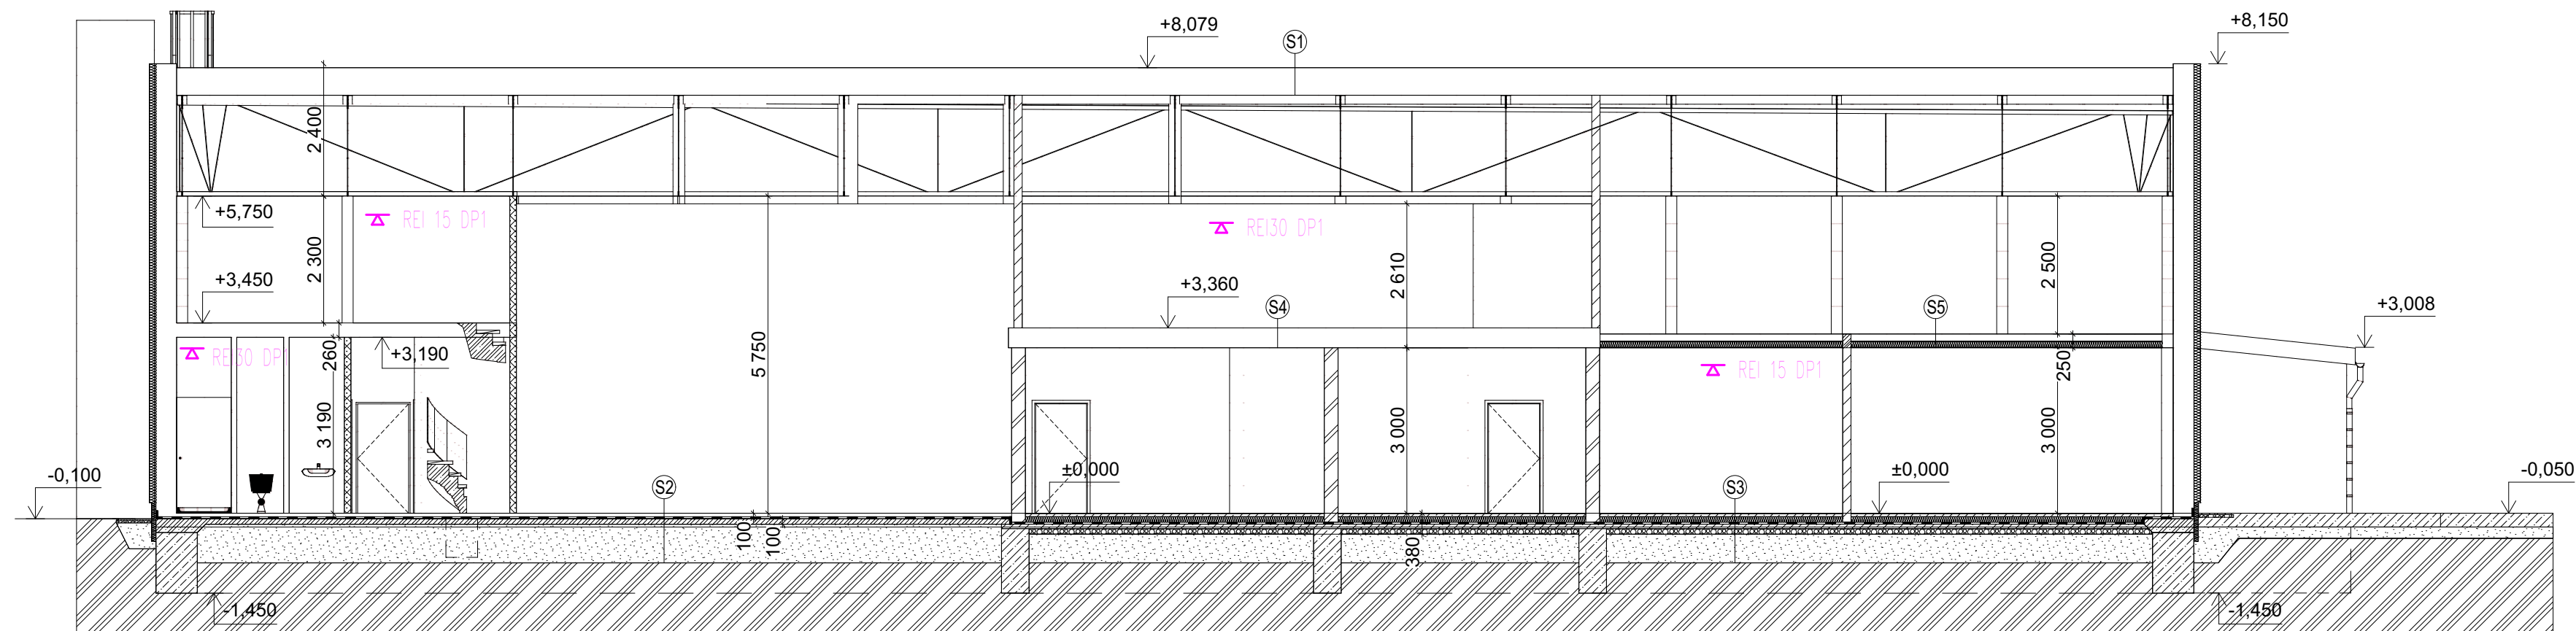 +8,079
S1
+8,150
2 400
+5,750
REI 15 DP1
REI30 DP1
2 300
+3,450
2 610
2 500
+3,360
S4
S5
+3,008
REI30 DP1
260
+3,190
5 750
REI 15 DP1
250
3 190
3 000
3 000
-0,100
S2
±0,000
S3
±0,000
-0,050
100
100
380
-1,450
-1,450